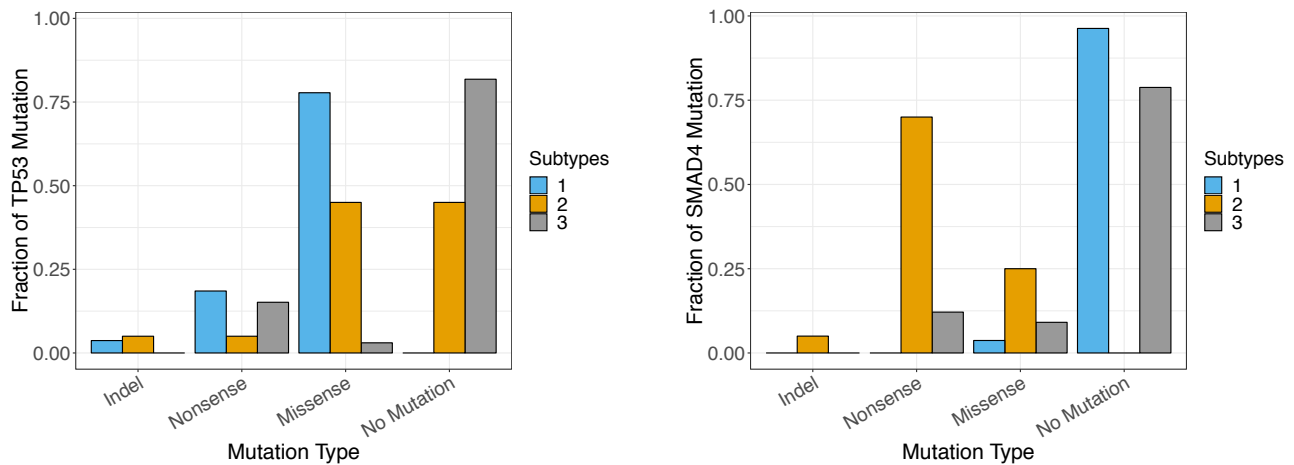 Fraction of TP53 Mutation
1.00
0.75
0.50
0.25
0.00
Indel
Nonsense
Missense
No Mutation
Mutation Type
Subtypes
1
2
3
Fraction of SMAD4 Mutation
1.00
0.75
0.50
0.25
0.00
Indel
Nonsense
Missense
No Mutation
Mutation Type
Subtypes
1
2
3